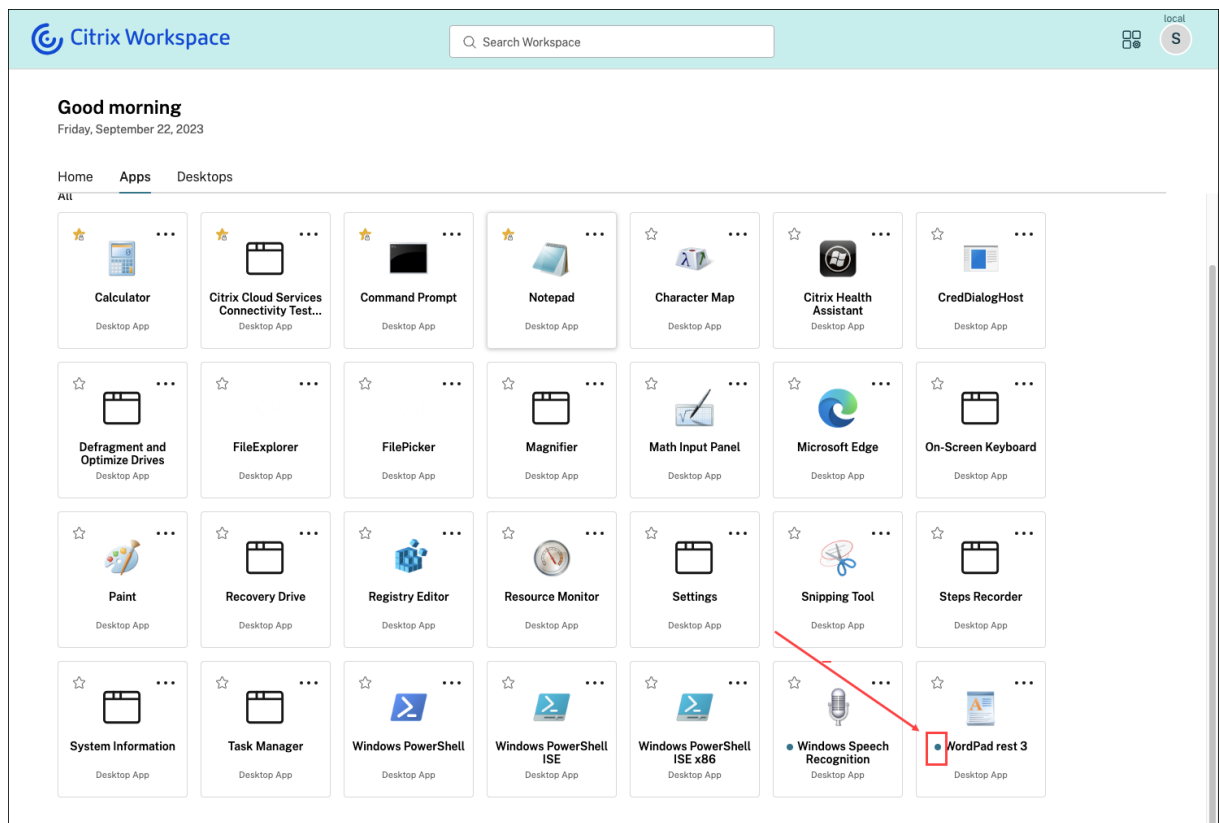 local
Citrix Workspace
Search Workspace
S
Good morning
Friday, September 22, 2023
Home Apps Desktops
All
Calculator
Desktop App
Citrix Cloud Services
Connectivity Test...
Desktop App
Command Prompt
Desktop App
Notepad
Desktop App
Character Map
Desktop App
Citrix Health
Assistant
Desktop App
CredDialogHost
Desktop App
Defragment and
Optimize Drives
Desktop App
FileExplorer
Desktop App
FilePicker
Desktop App
Magnifier
Desktop App
Math Input Panel
Desktop App
Microsoft Edge
Desktop App
On-Screen Keyboard
Desktop App
Paint
Desktop App
Recovery Drive
Desktop App
Registry Editor
Desktop App
Resource Monitor
Desktop App
Settings
Desktop App
Snipping Tool
Desktop App
Steps Recorder
Desktop App
System Information
Desktop App
Task Manager
Desktop App
Windows PowerShell
Desktop App
Windows PowerShell
ISE
Desktop App
Windows PowerShell
ISE x86
Desktop App
Windows Speech
Recognition
Desktop App
WordPad rest 3
Desktop App